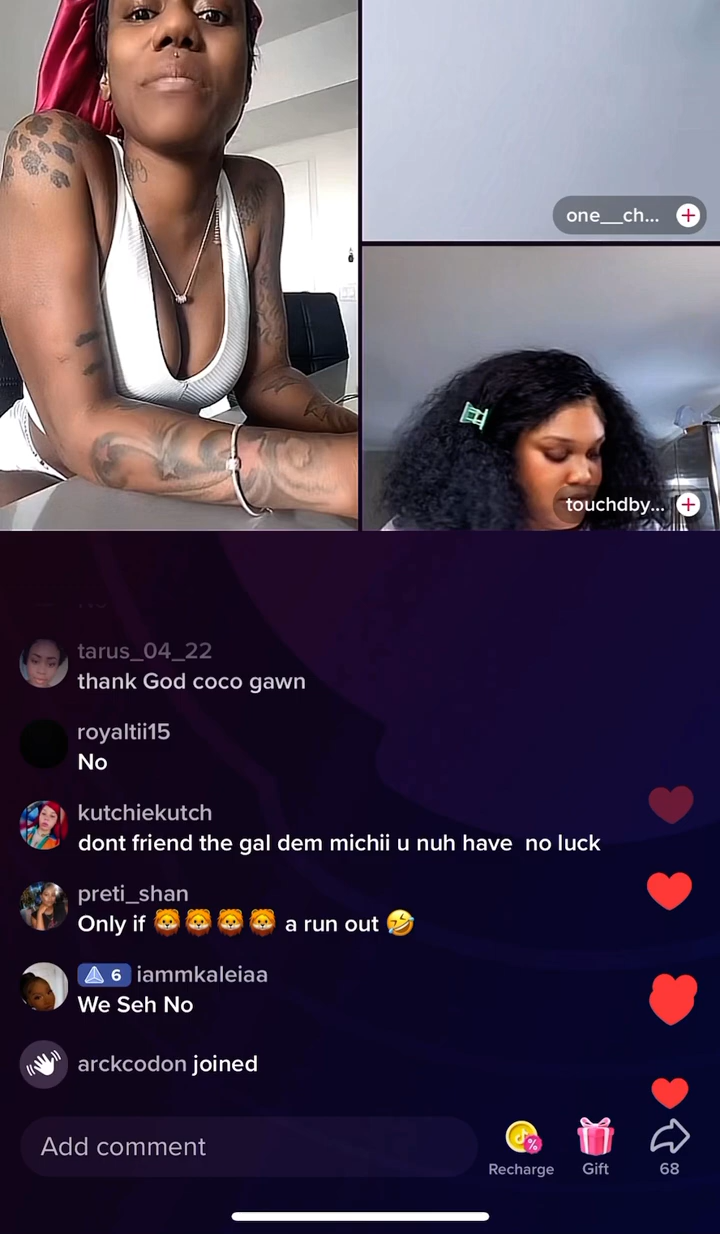 one__ch...
touchdby...
tarus_04_22
thank God coco gawn
royaltii15
No
kutchiekutch
dont friend the gal dem michii u nuh have no luck
preti_shan
Only if 🦁🦁🦁🦁 a run out 🤣
6 iammkaleiaa
We Seh No
arckcodon joined
Add comment
Recharge
Gift
68